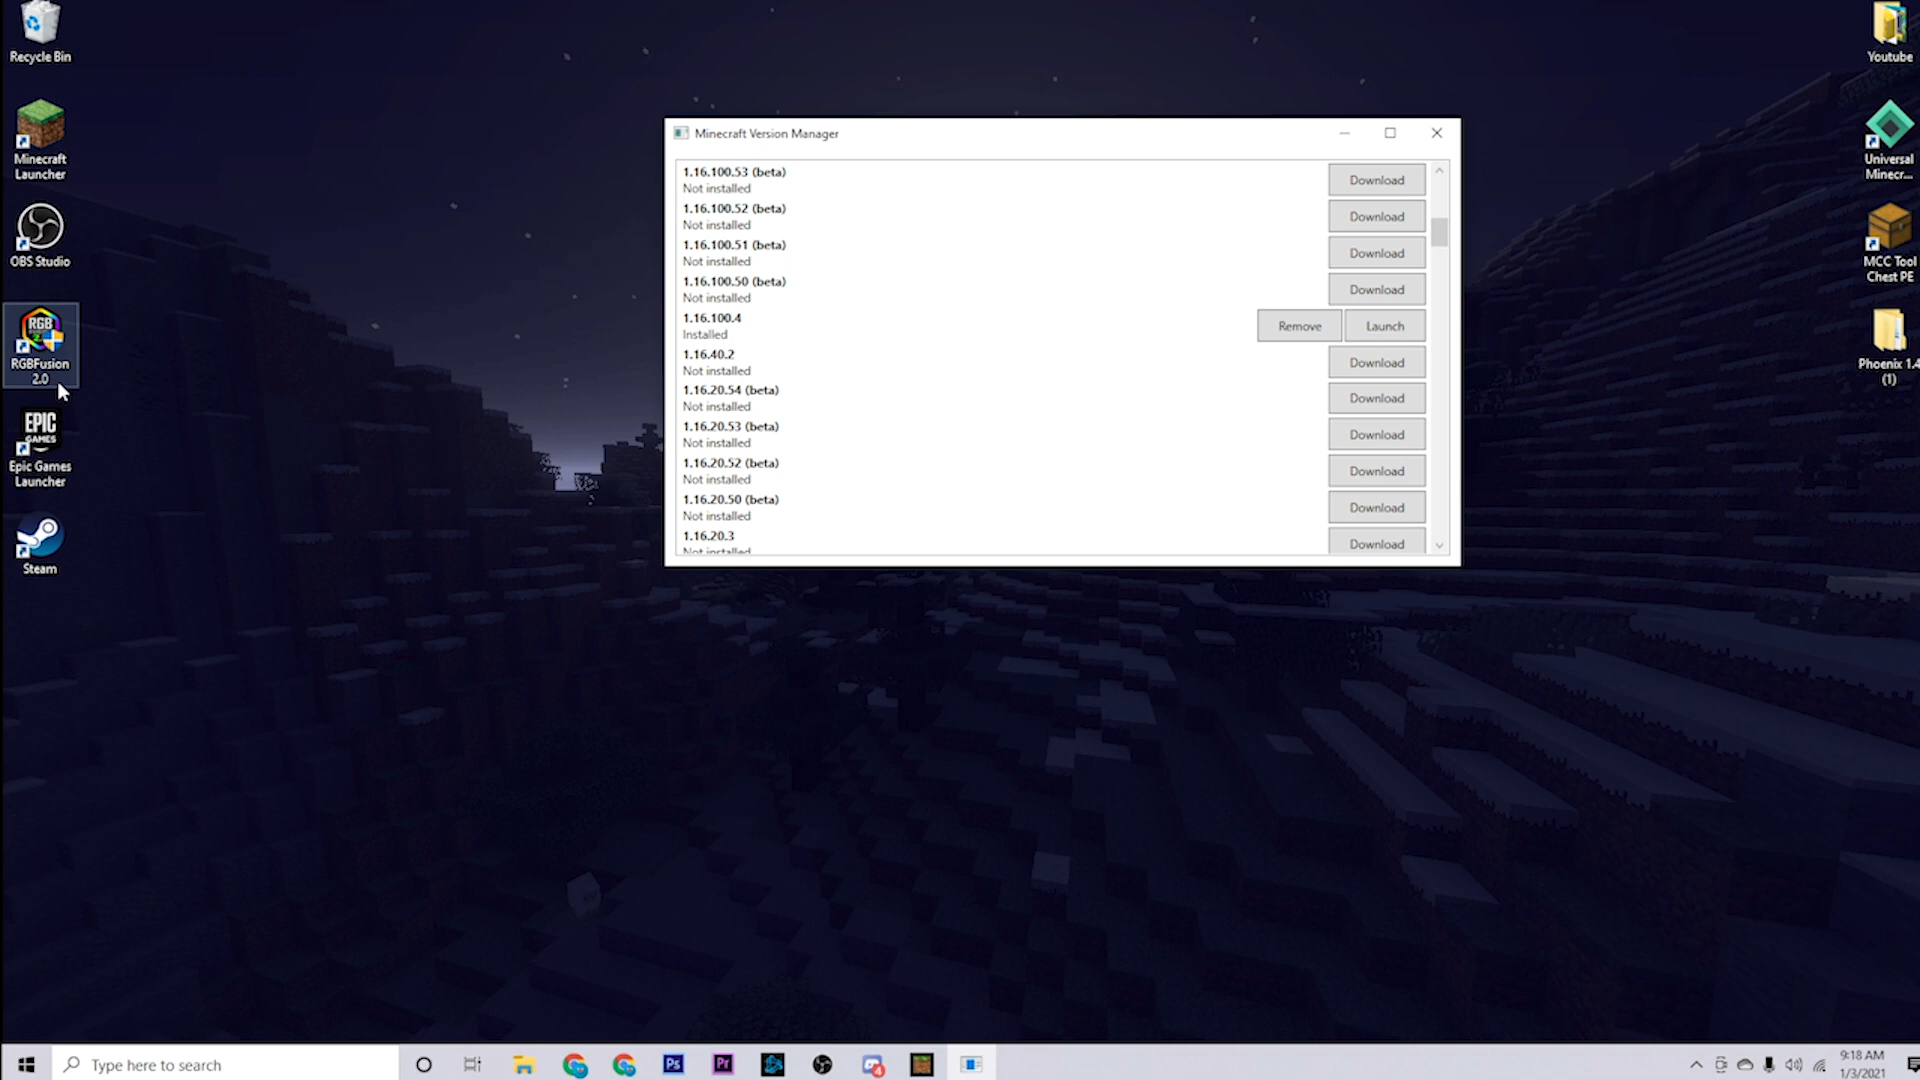 Recycle Bin
Minecraft
Launcher
OBS Studio
RGB
RGBFusion
2.0
EPIC
GAMES
Epic Games
Launcher
Steam
Minecraft Version Manager
1.16.100.53 (beta)
Not installed
Download
1.16.100.52 (beta)
Not installed
Download
1.16.100.51 (beta)
Not installed
Download
1.16.100.50 (beta)
Not installed
Download
1.16.100.4
Installed
Remove
Launch
1.16.40.2
Not installed
Download
1.16.20.54 (beta)
Not installed
Download
1.16.20.53 (beta)
Not installed
Download
1.16.20.52 (beta)
Not installed
Download
1.16.20.50 (beta)
Not installed
Download
1.16.20.3
Not installed
Download
Youtube
Universal
Minecr...
MCC Tool
Chest PE
Phoenix 1.4
(1)
Type here to search
Ps
Pr
4
9:18 AM
1/3/2021